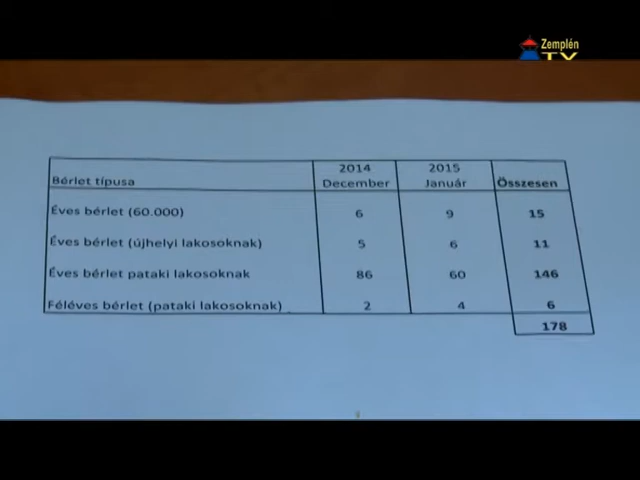 Zemplén
TV
Bérlet típusa 2014 December 2015 Január Összesen
Éves bérlet (60.000) 6 9 15
Éves bérlet (újhelyi lakosoknak) 5 6 11
Éves bérlet pataki lakosoknak 86 60 146
Féléves bérlet (pataki lakosoknak) 2 4 6
178